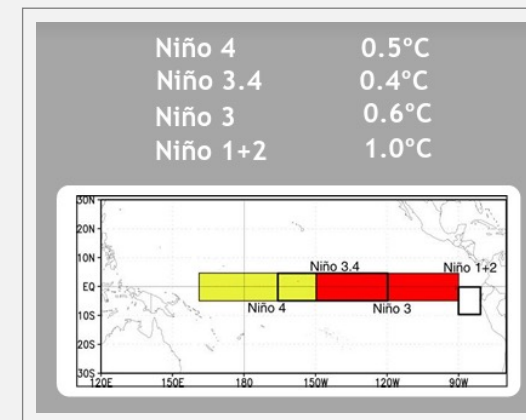 Niño 4 0.5°C
Niño 3.4 0.4°C
Niño 3 0.6°C
Niño 1+2 1.0°C
30N
20N
10N
Niño 3.4 Niño 1+2
EQ
Niño 4 Niño 3
10S
20S
30S
120E 150E 180 150W 120W 90W